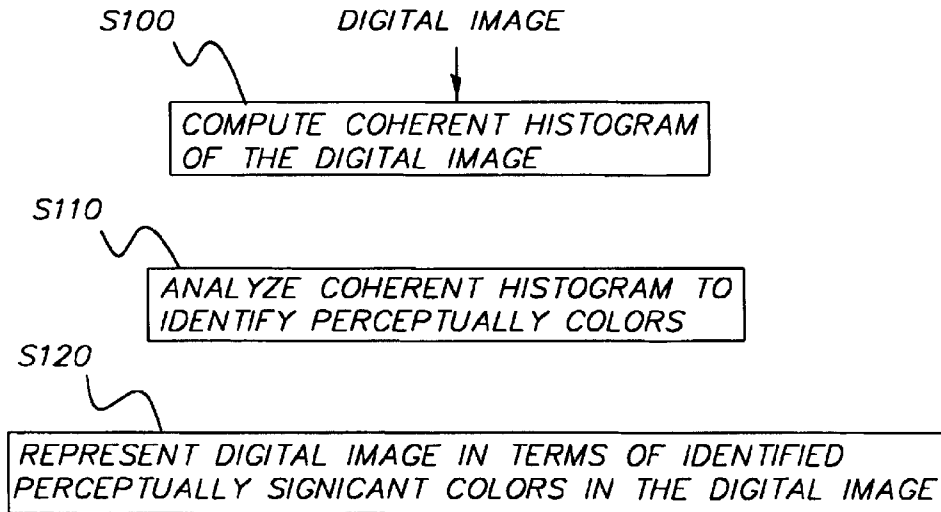 S100
DIGITAL IMAGE
COMPUTE COHERENT HISTOGRAM
OF THE DIGITAL IMAGE
S110
ANALYZE COHERENT HISTOGRAM TO
IDENTIFY PERCEPTUALLY COLORS
S120
REPRESENT DIGITAL IMAGE IN TERMS OF IDENTIFIED
PERCEPTUALLY SIGNICANT COLORS IN THE DIGITAL IMAGE